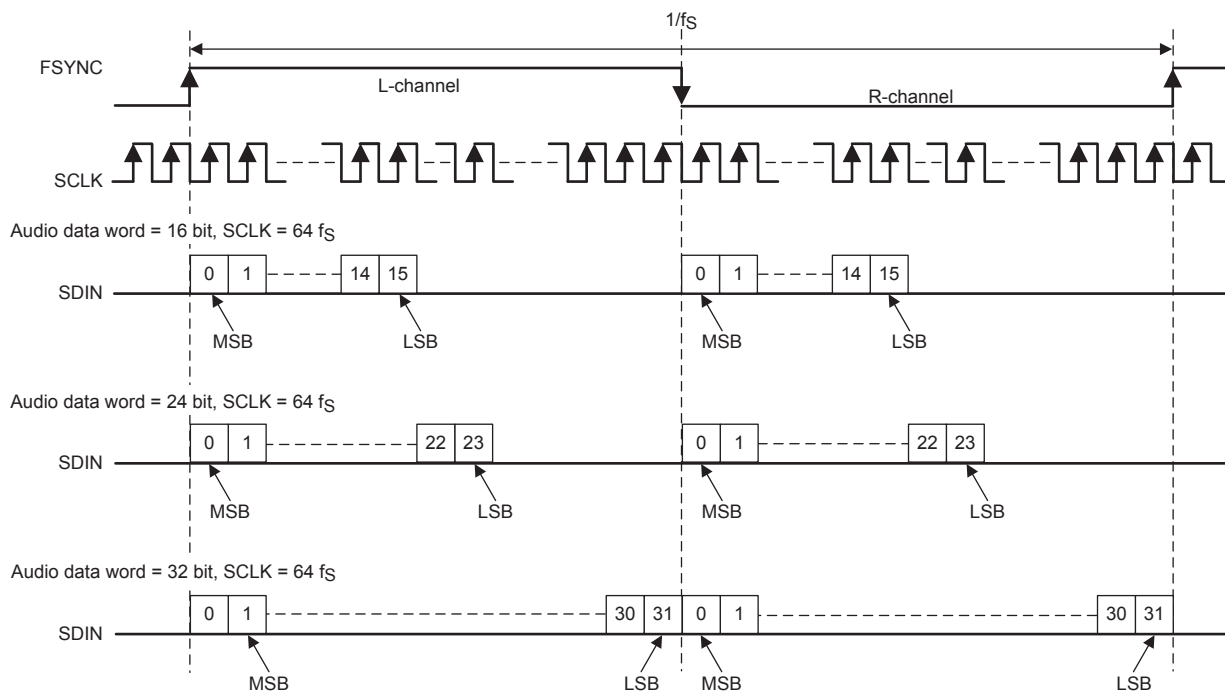 1/fS
FSYNC
L-channel
R-channel
SCLK
Audio data word = 16 bit, SCLK = 64 fS
SDIN
0 1 14 15 0 1 14 15
MSB LSB MSB LSB
Audio data word = 24 bit, SCLK = 64 fS
SDIN
0 1 22 23 0 1 22 23
MSB LSB MSB LSB
Audio data word = 32 bit, SCLK = 64 fS
SDIN
0 1 30 31 0 1 30 31
MSB LSB MSB LSB